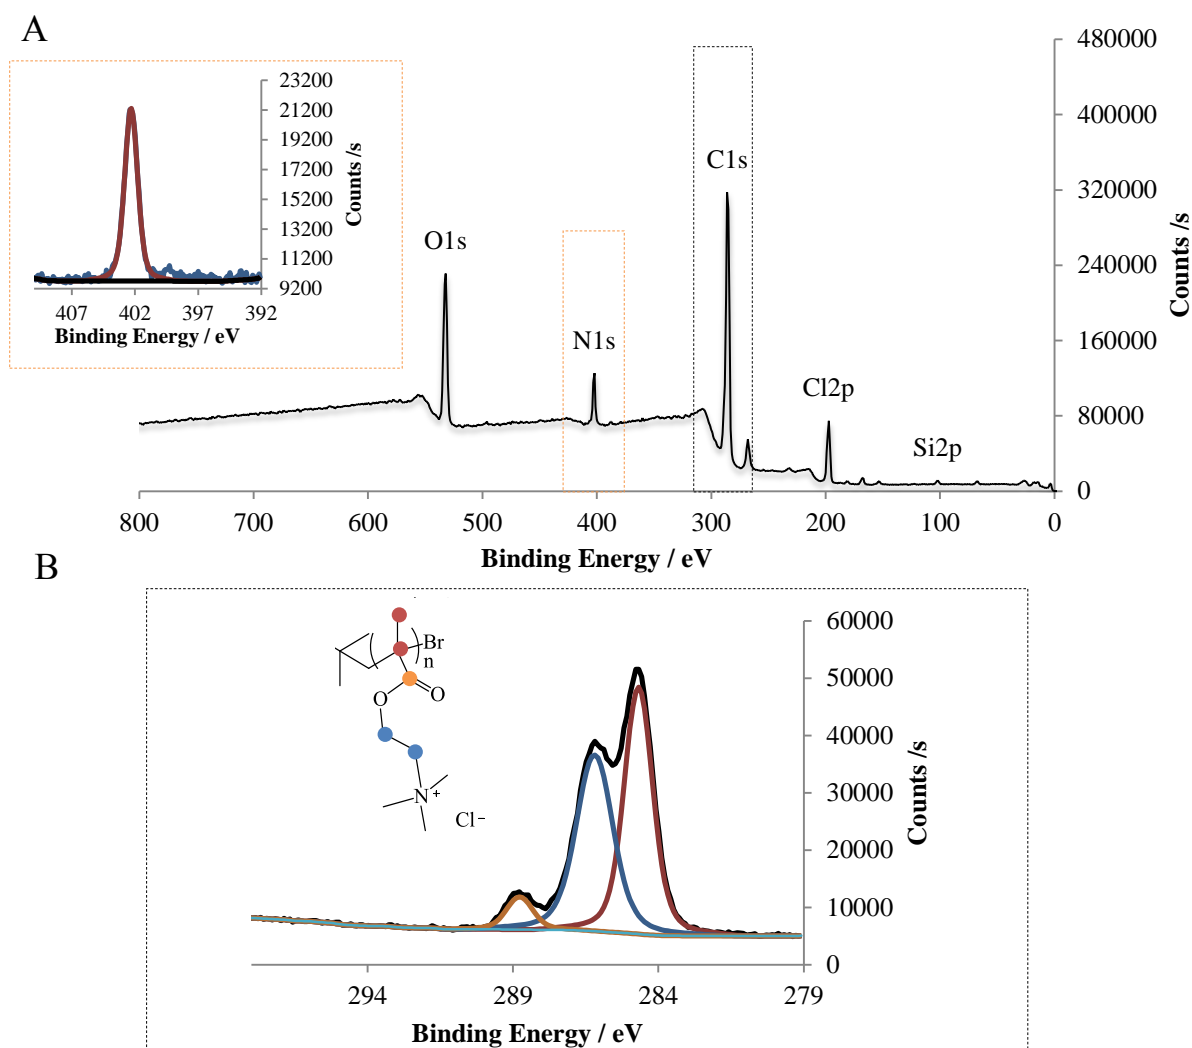 A
23200
21200
19200
17200
15200
13200
11200
9200
Counts /s
407 402 397 392
Binding Energy / eV
O1s
N1s
C1s
Cl2p
Si2p
480000
400000
320000
240000
160000
80000
0
Counts /s
800 700 600 500 400 300 200 100 0
Binding Energy / eV
B
Br
n
O
O
N+
Cl−
60000
50000
40000
30000
20000
10000
0
Counts /s
294 289 284 279
Binding Energy / eV